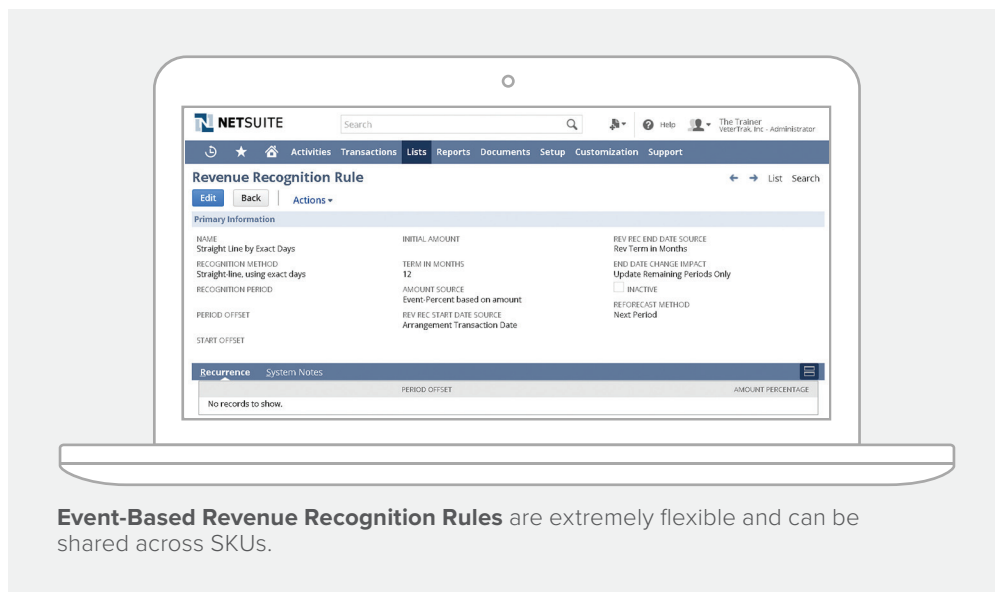 NETSUITE
Search
Help
The Trainer
VeterTrak, Inc - Administrator
Activities Transactions Lists Reports Documents Setup Customization Support
Revenue Recognition Rule
List Search
Edit Back Actions
Primary Information
NAME
Straight Line by Exact Days
RECOGNITION METHOD
Straight-line, using exact days
RECOGNITION PERIOD
PERIOD OFFSET
START OFFSET
INITIAL AMOUNT
TERM IN MONTHS
12
AMOUNT SOURCE
Event-Percent based on amount
REV REC START DATE SOURCE
Arrangement Transaction Date
REV REC END DATE SOURCE
Rev Term in Months
END DATE CHANGE IMPACT
Update Remaining Periods Only
INACTIVE
REFORECAST METHOD
Next Period
Recurrence System Notes
PERIOD OFFSET AMOUNT PERCENTAGE
No records to show.
Event-Based Revenue Recognition Rules are extremely flexible and can be
shared across SKUs.